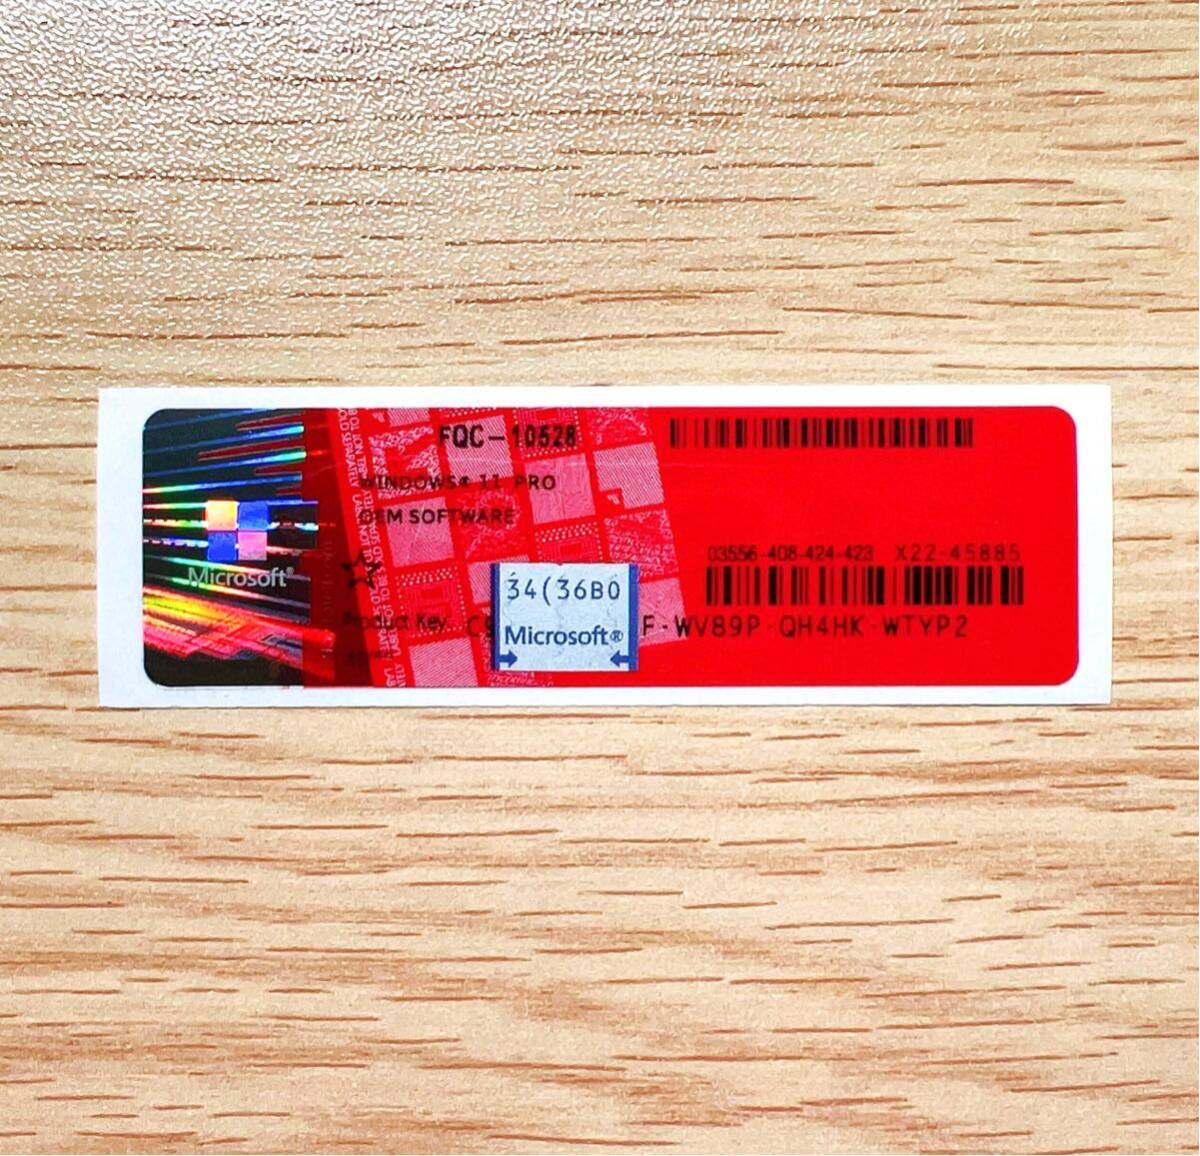 FQC-10528
WINDOWS® 11 PRO
OEM SOFTWARE
Microsoft®
03556-408-424-423 X22-45885
34(36B0
Product Key: F-WV89P-QH4HK-WTYP2
Microsoft®